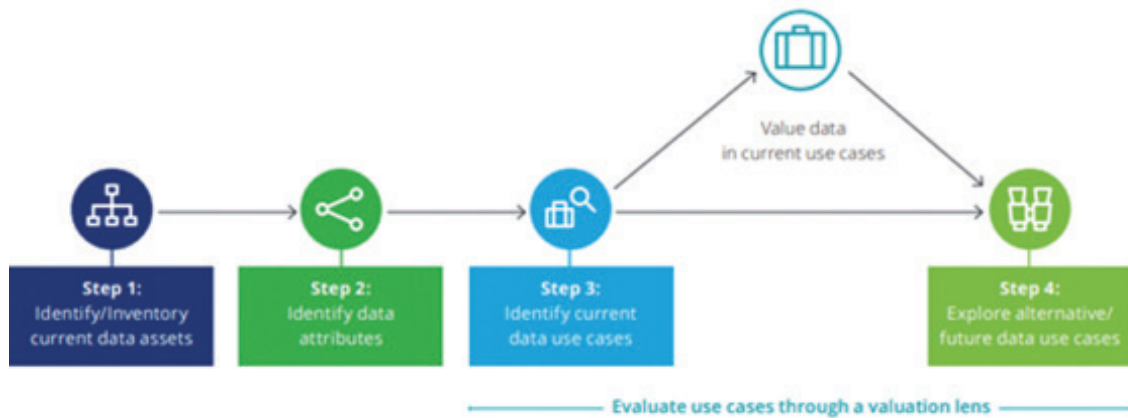 Value data
in current use cases
Step 1:
Identify/Inventory
current data assets
Step 2:
Identify data
attributes
Step 3:
Identify current
data use cases
Step 4:
Explore alternative/
future data use cases
Evaluate use cases through a valuation lens